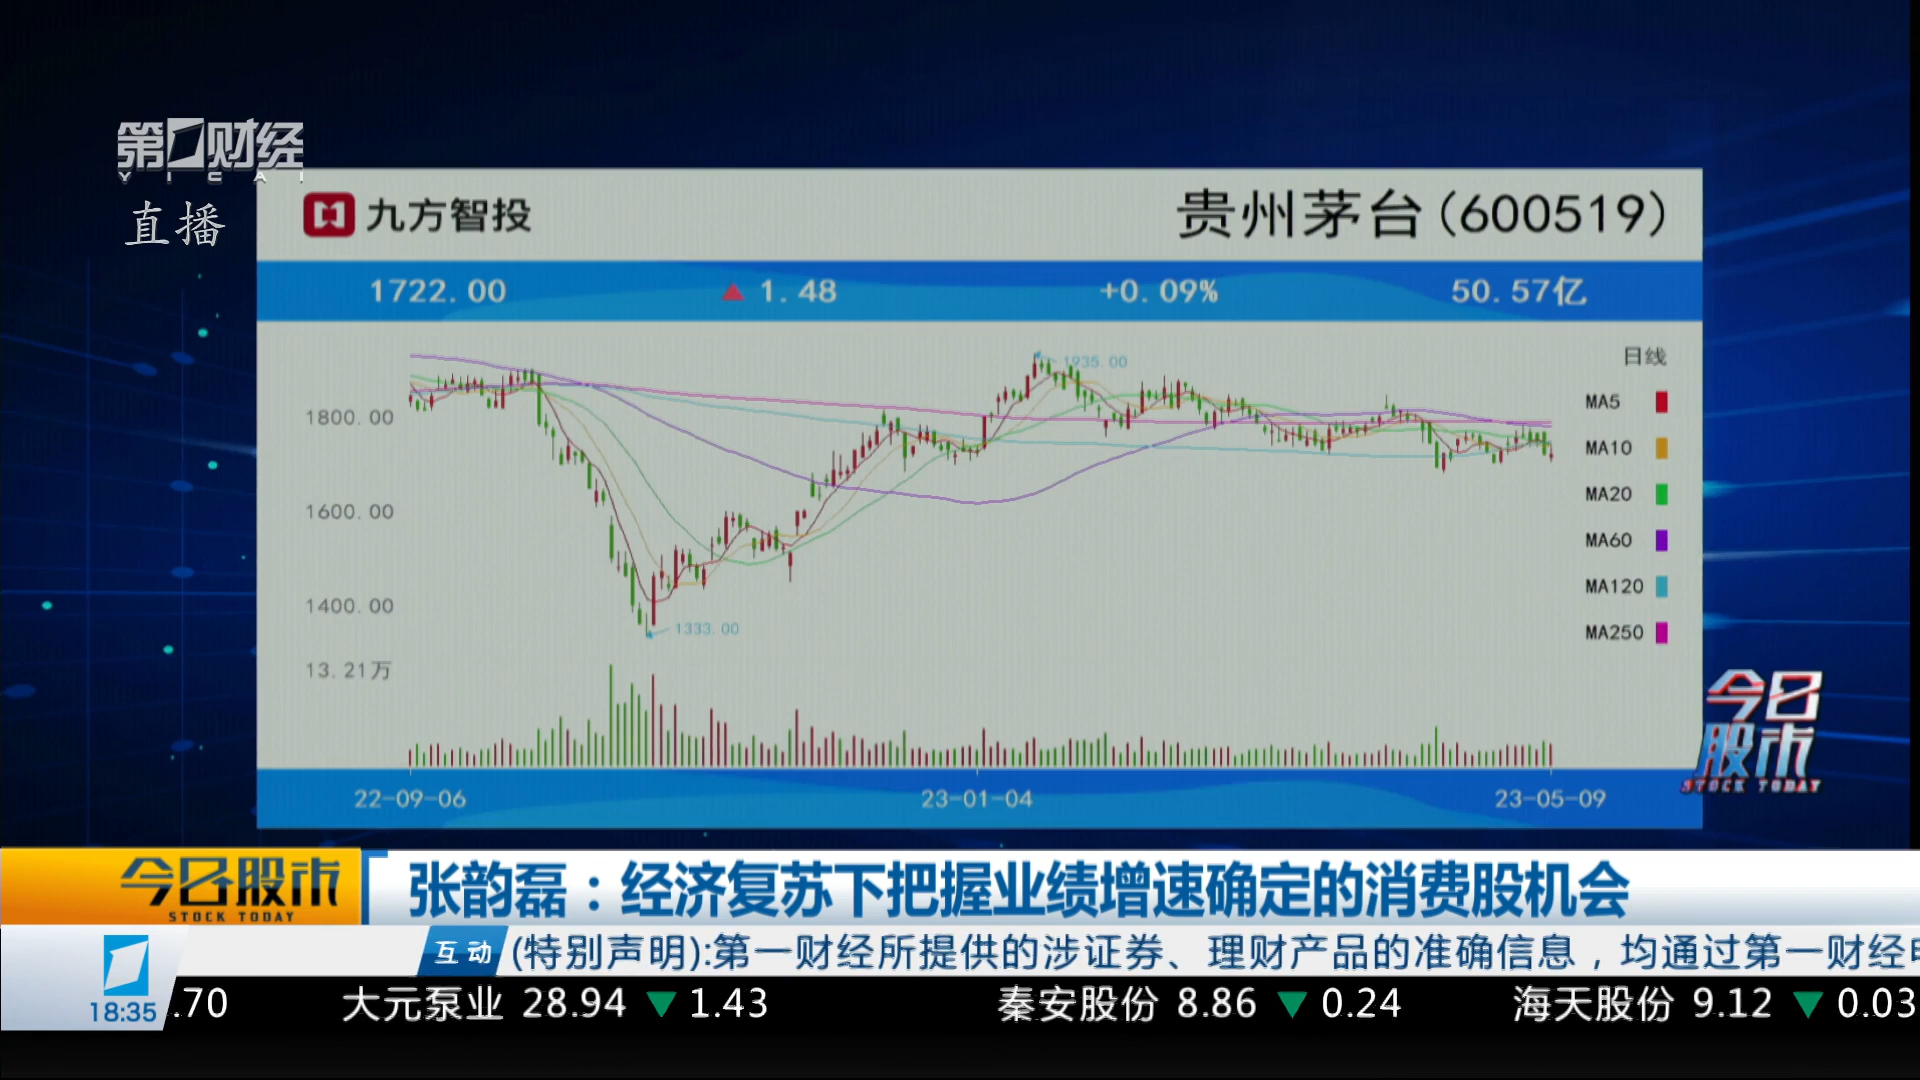 第一财经
YICAI
直播
九方智投
贵州茅台(600519)
1722.00 ▲ 1.48 +0.09% 50.57亿
日线
1935.00
MA5
1800.00
MA10
MA20
1600.00
MA60
MA120
1400.00
1333.00
MA250
13.21万
22-09-06 23-01-04 23-05-09
今日股市
STOCK TODAY
今日股市
STOCK TODAY
张韵磊：经济复苏下把握业绩增速确定的消费股机会
互动 (特别声明):第一财经所提供的涉证券、理财产品的准确信息，均通过第一财经
18:35
.70 大元泵业 28.94 ▼ 1.43 秦安股份 8.86 ▼ 0.24 海天股份 9.12 ▼ 0.03